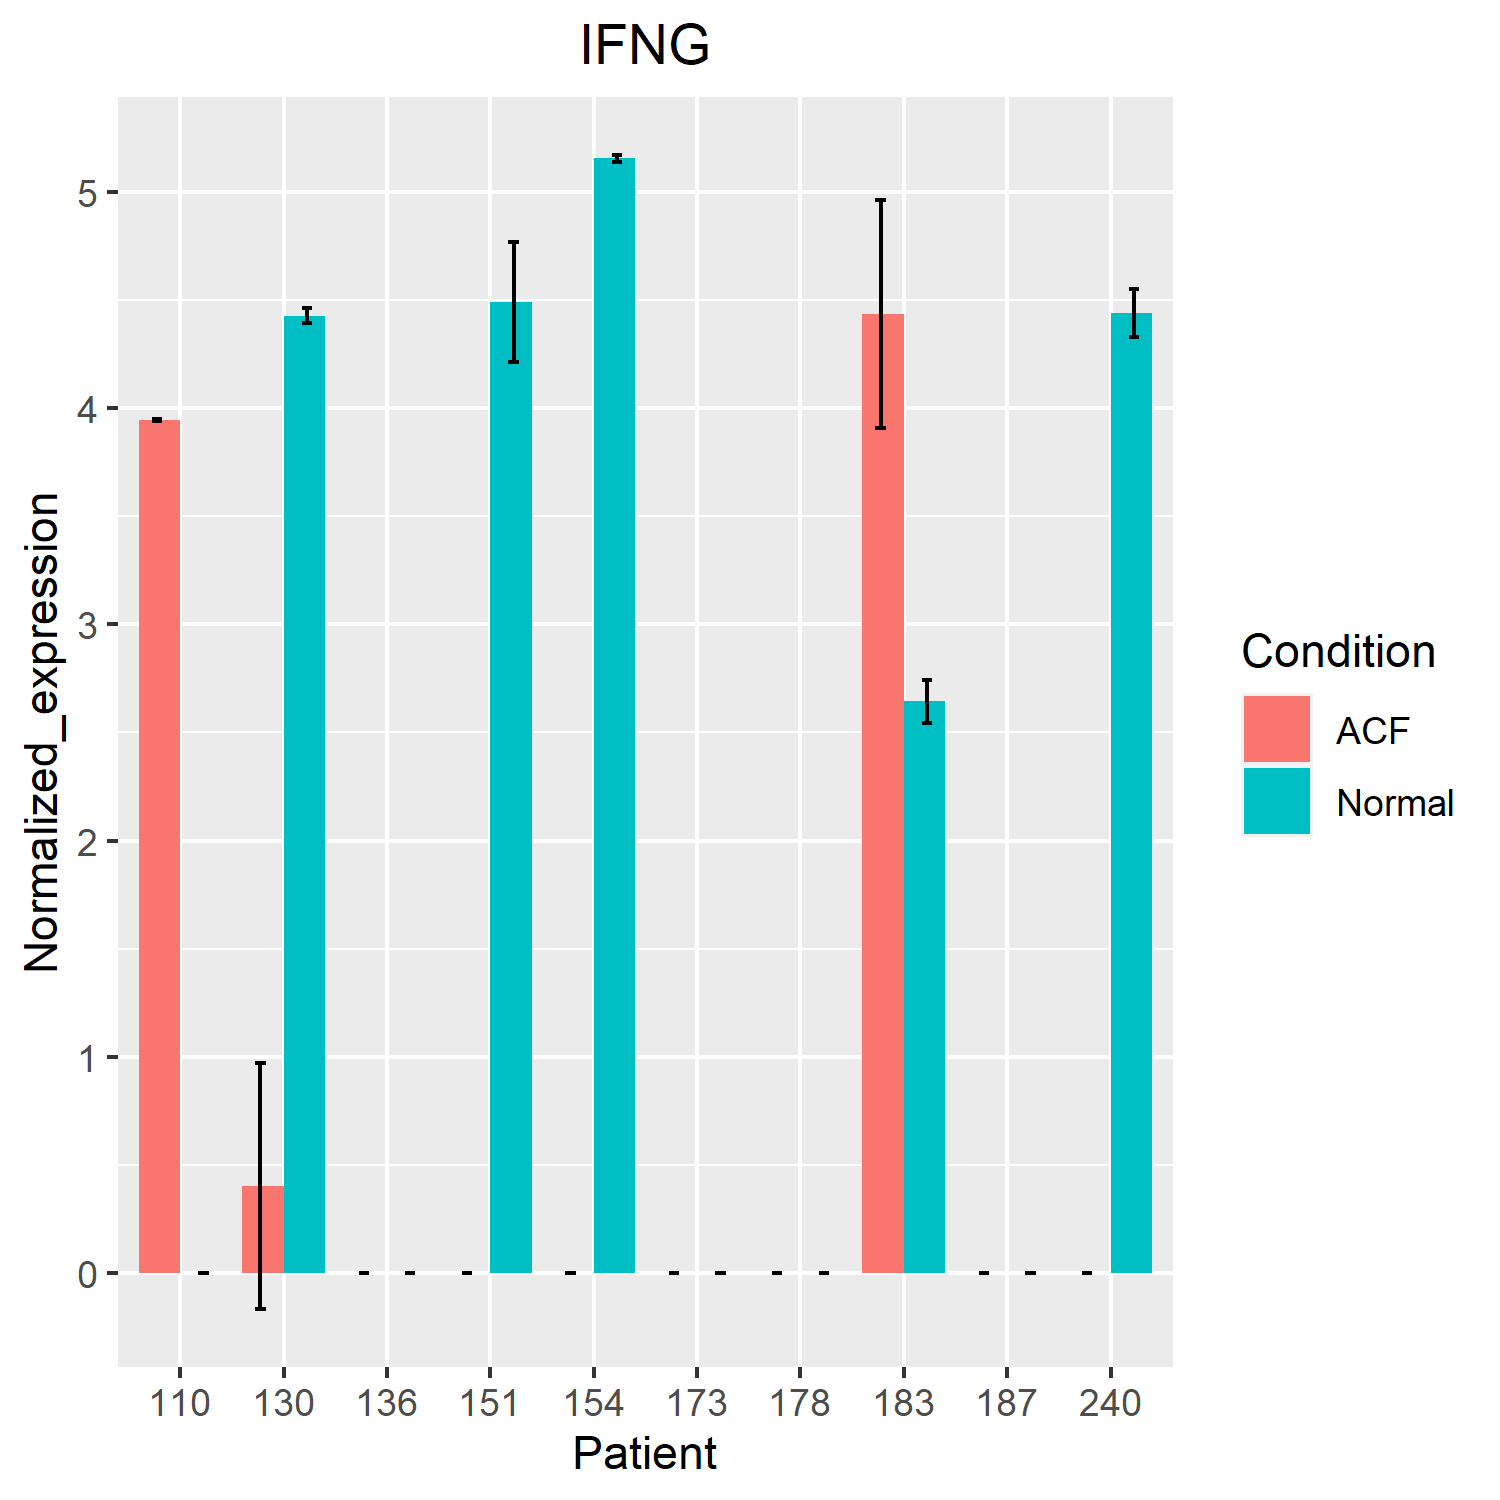 IFNG
Normalized_expression
5
4
3
2
1
0
110 130 136 151 154 173 178 183 187 240
Patient
Condition
ACF
Normal